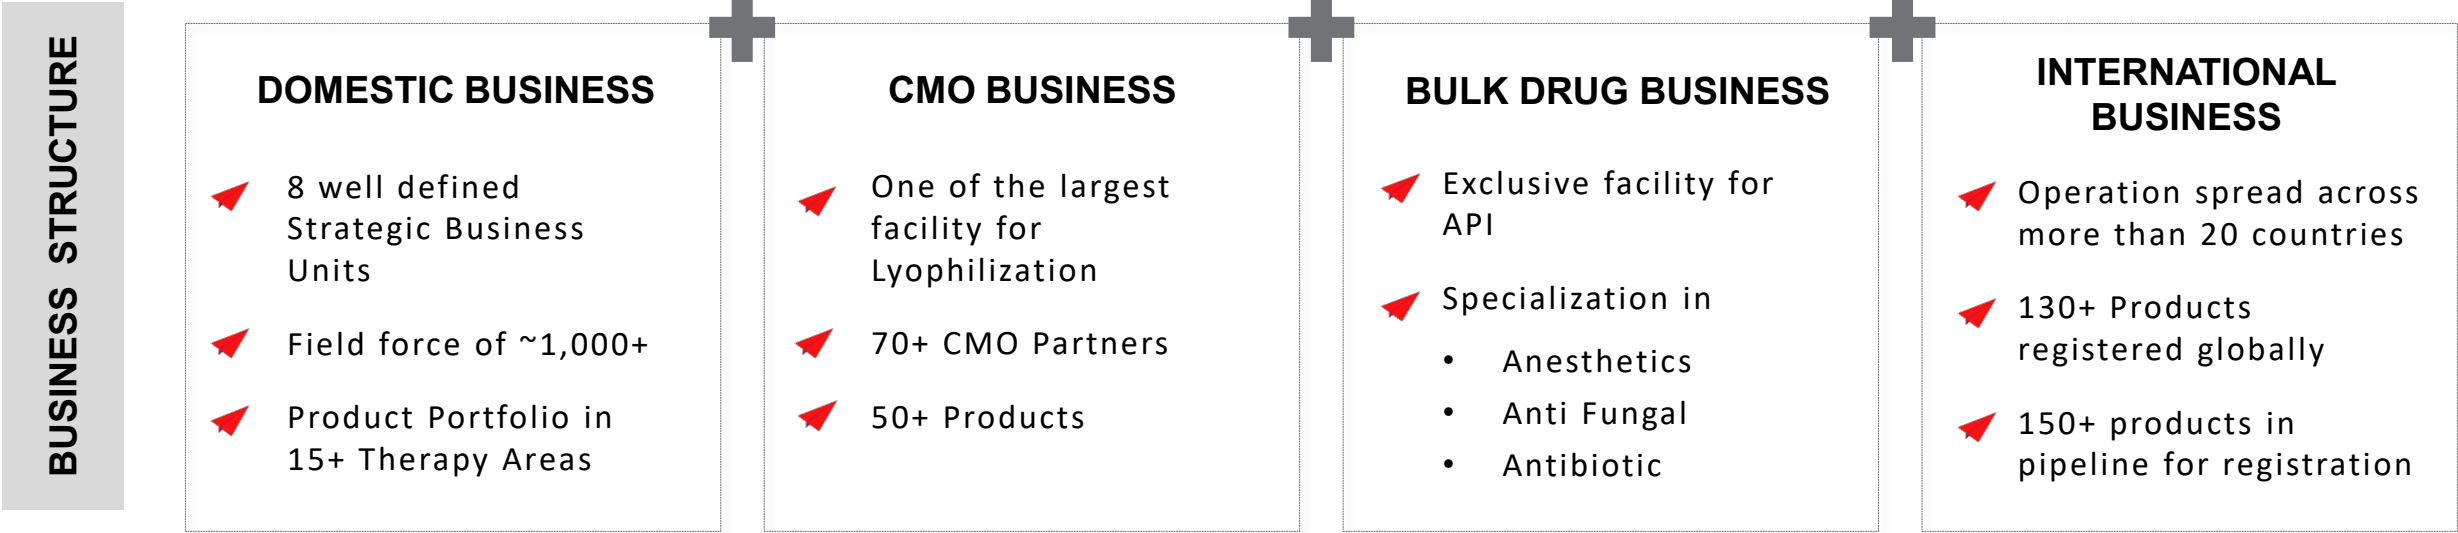 BUSINESS STRUCTURE
DOMESTIC BUSINESS
8 well defined
Strategic Business
Units
Field force of ~1,000+
Product Portfolio in
15+ Therapy Areas
CMO BUSINESS
One of the largest
facility for
Lyophilization
70+ CMO Partners
50+ Products
BULK DRUG BUSINESS
Exclusive facility for
API
Specialization in
• Anesthetics
• Anti Fungal
• Antibiotic
INTERNATIONAL
BUSINESS
Operation spread across
more than 20 countries
130+ Products
registered globally
150+ products in
pipeline for registration